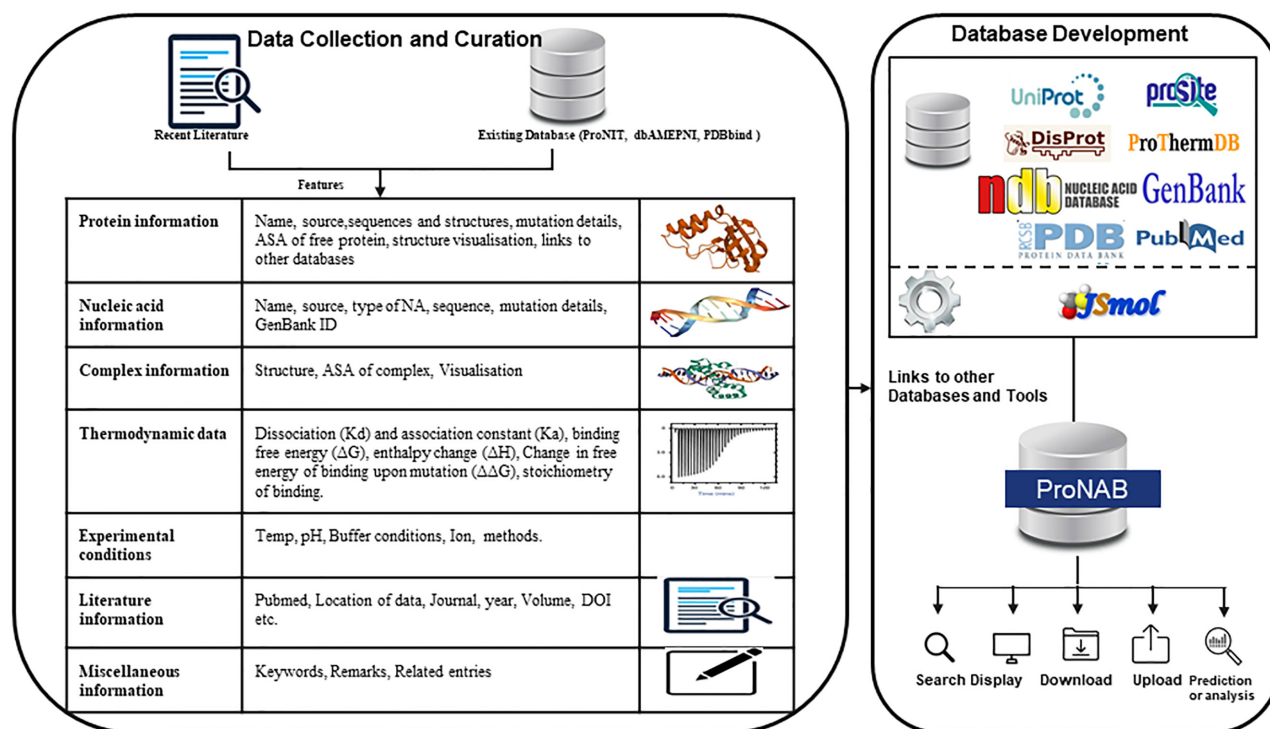 Data Collection and Curation
Recent Literature
Existing Database (ProNIT, dbAMEPNI, PDBbind )
Features
Protein information
Name, source,sequences and structures, mutation details,
ASA of free protein, structure visualisation, links to
other databases
Nucleic acid
information
Name, source, type of NA, sequence, mutation details,
GenBank ID
Complex information
Structure, ASA of complex, Visualisation
Thermodynamic data
Dissociation (Kd) and association constant (Ka), binding
free energy (ΔG), enthalpy change (ΔH), Change in free
energy of binding upon mutation (ΔΔG), stoichiometry
of binding.
Experimental
conditions
Temp, pH, Buffer conditions, Ion, methods.
Literature
information
Pubmed, Location of data, Journal, year, Volume, DOI
etc.
Miscellaneous
information
Keywords, Remarks, Related entries
Database Development
UniProt
prosite
DisProt
ProThermDB
ndb NUCLEIC ACID
DATABASE
GenBank
RCSB PDB
PROTEIN DATA BANK
PubMed
JSmol
Links to other
Databases and Tools
ProNAB
Search
Display
Download
Upload
Prediction
or analysis